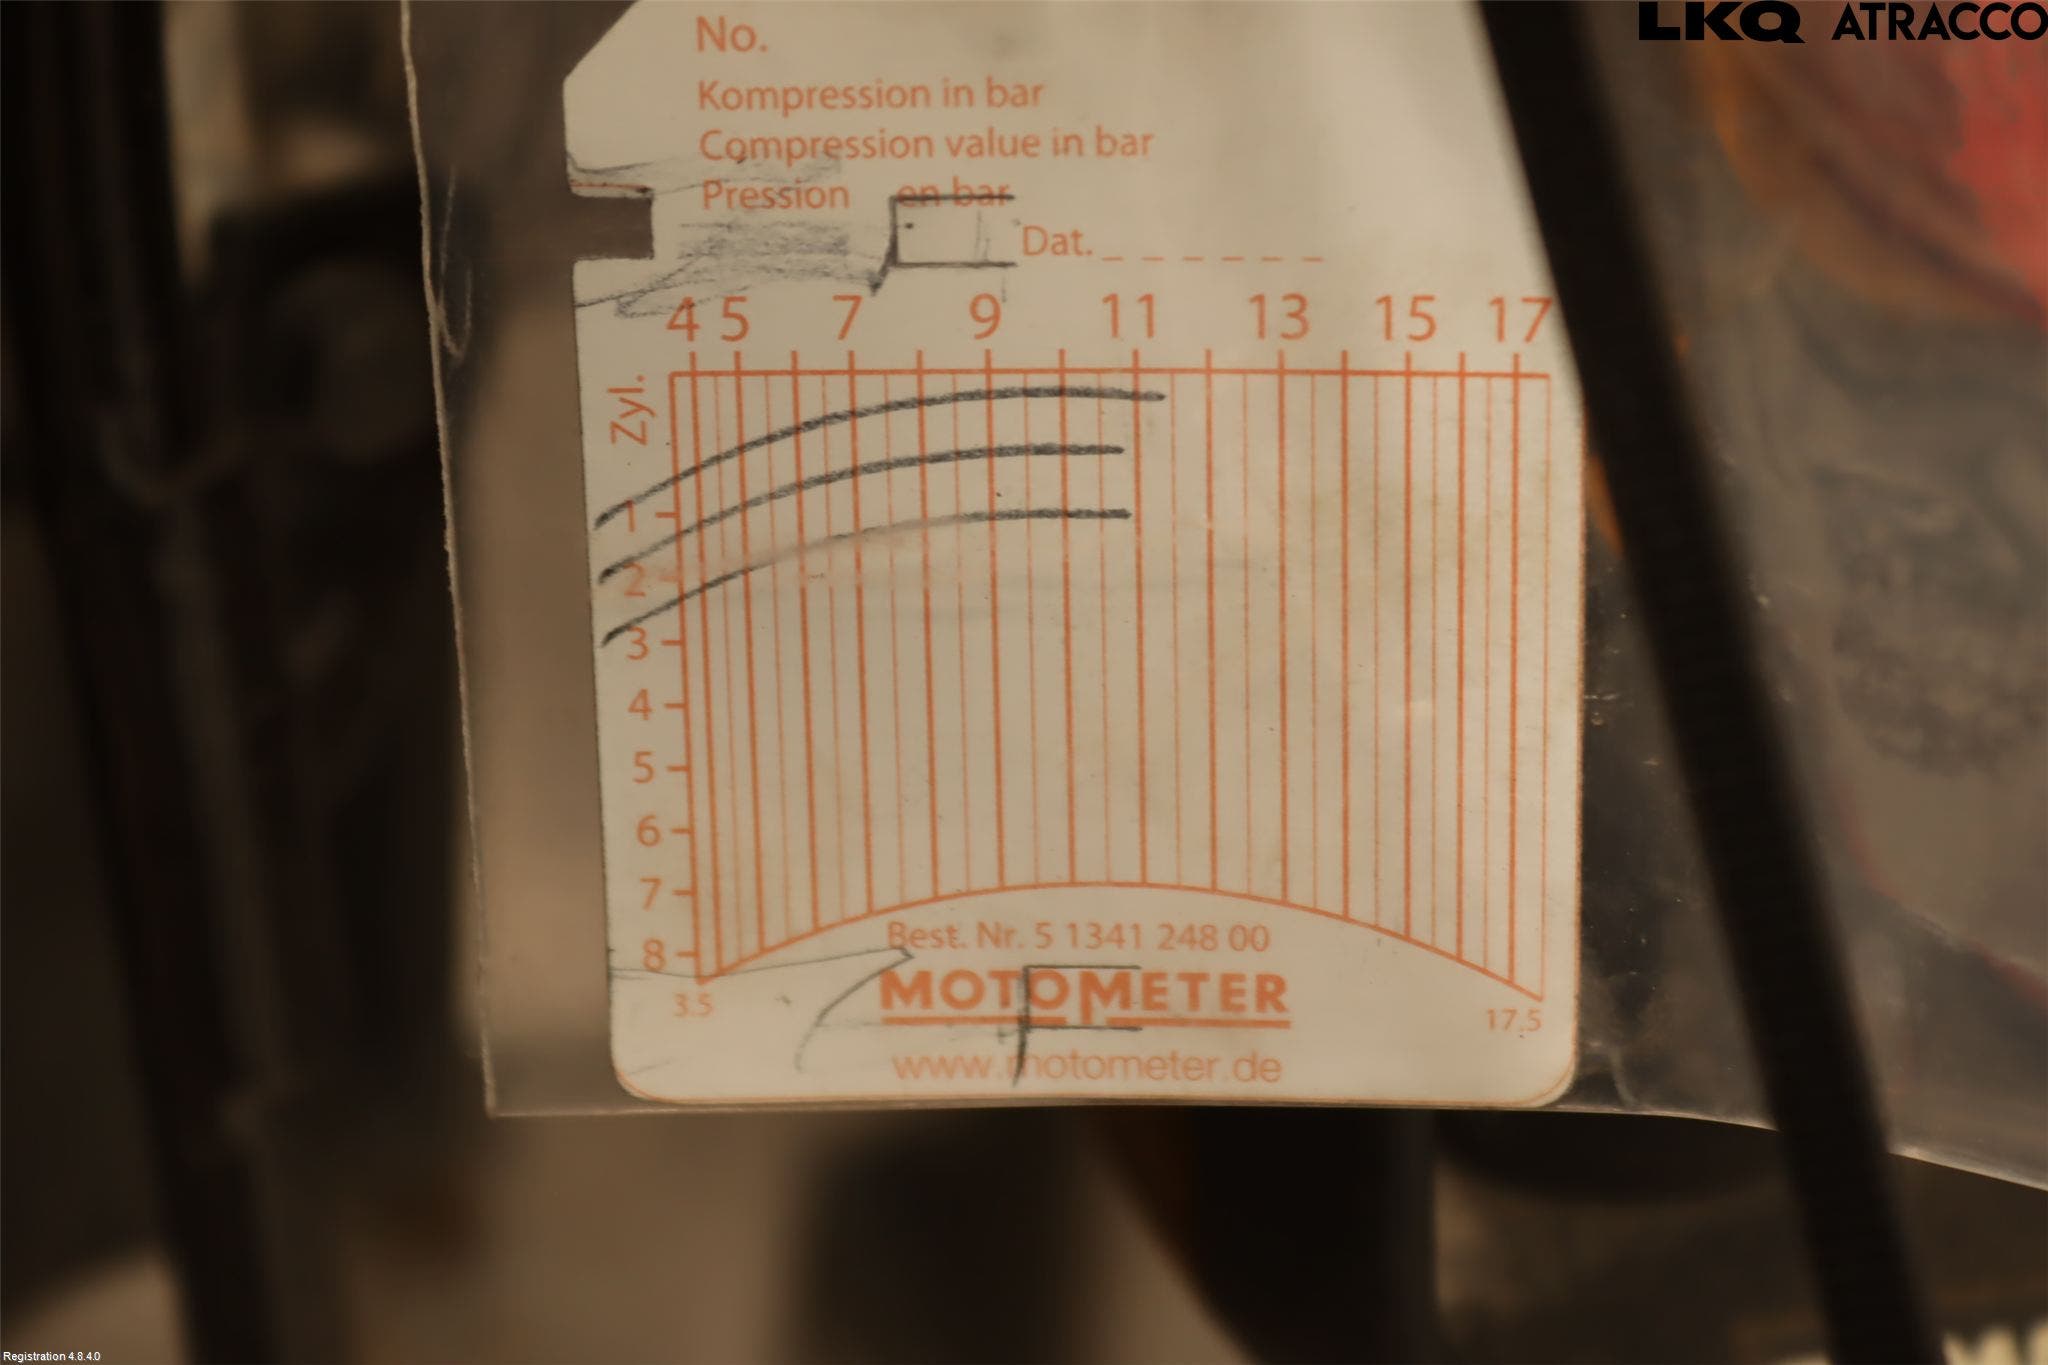 LKQ ATRACCO
No.
Kompression in bar
Compression value in bar
Pression en bar
Dat. _ _ _ _ _ _
4 5 7 9 11 13 15 17
Zyl.
1
2
3
4
5
6
7
8
3.5
17,5
Best. Nr. 5 1341 248 00
MOTOMETER
www.motometer.de
Registration 4.8.4.0